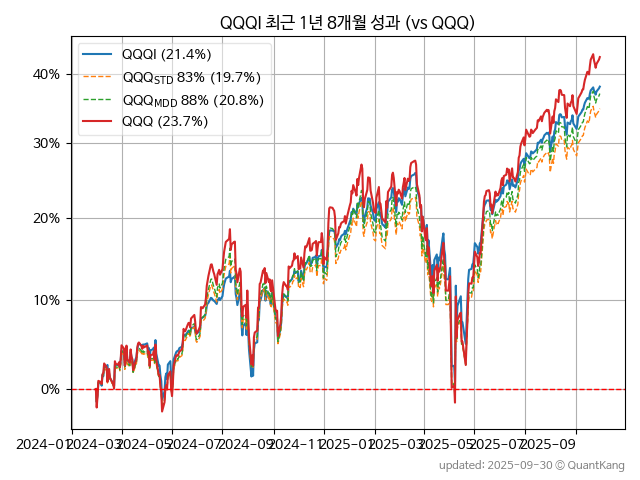 QQQI 최근 1년 8개월 성과 (vs QQQ)
QQQI (21.4%)
QQQSTD 83% (19.7%)
QQQMDD 88% (20.8%)
QQQ (23.7%)
40%
30%
20%
10%
0%
2024-01 2024-03 2024-05 2024-07 2024-09 2024-11 2025-01 2025-03 2025-05 2025-07 2025-09
updated: 2025-09-30 © QuantKang